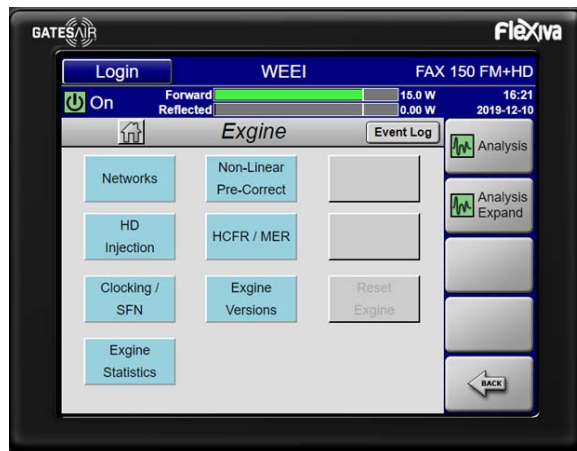 GATESAIR
Flexiva
Login
WEEI
FAX 150 FM+HD
On
Forward
15.0 W
16:21
Reflected
0.00 W
2019-12-10
Exgine
Event Log
Analysis
Networks
Non-Linear
Pre-Correct
Analysis
Expand
HD
Injection
HCFR / MER
Clocking /
SFN
Exgine
Versions
Reset
Exgine
Exgine
Statistics
BACK